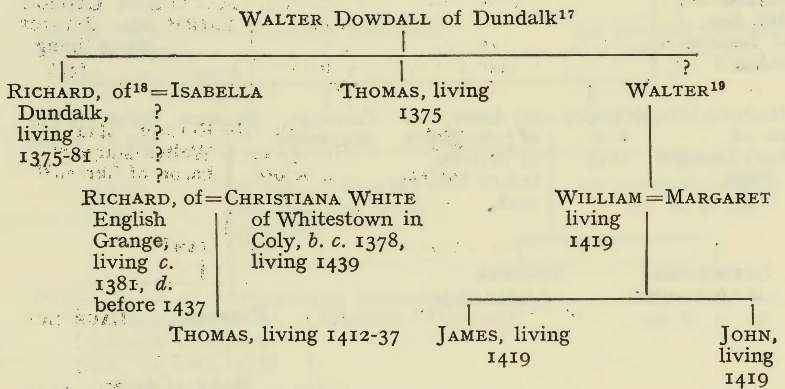 WALTER DOWDALL of Dundalk¹⁷
?
RICHARD, of¹⁸ = ISABELLA
Dundalk, ?
living ?
1375-81 ?
?
THOMAS, living
1375
WALTER¹⁹
RICHARD, of = CHRISTIANA WHITE
English of Whitestown in
Grange, Coly, b. c. 1378,
living c. living 1439
1381, d.
before 1437
WILLIAM = MARGARET
living
1419
THOMAS, living 1412-37
JAMES, living
1419
JOHN,
living
1419